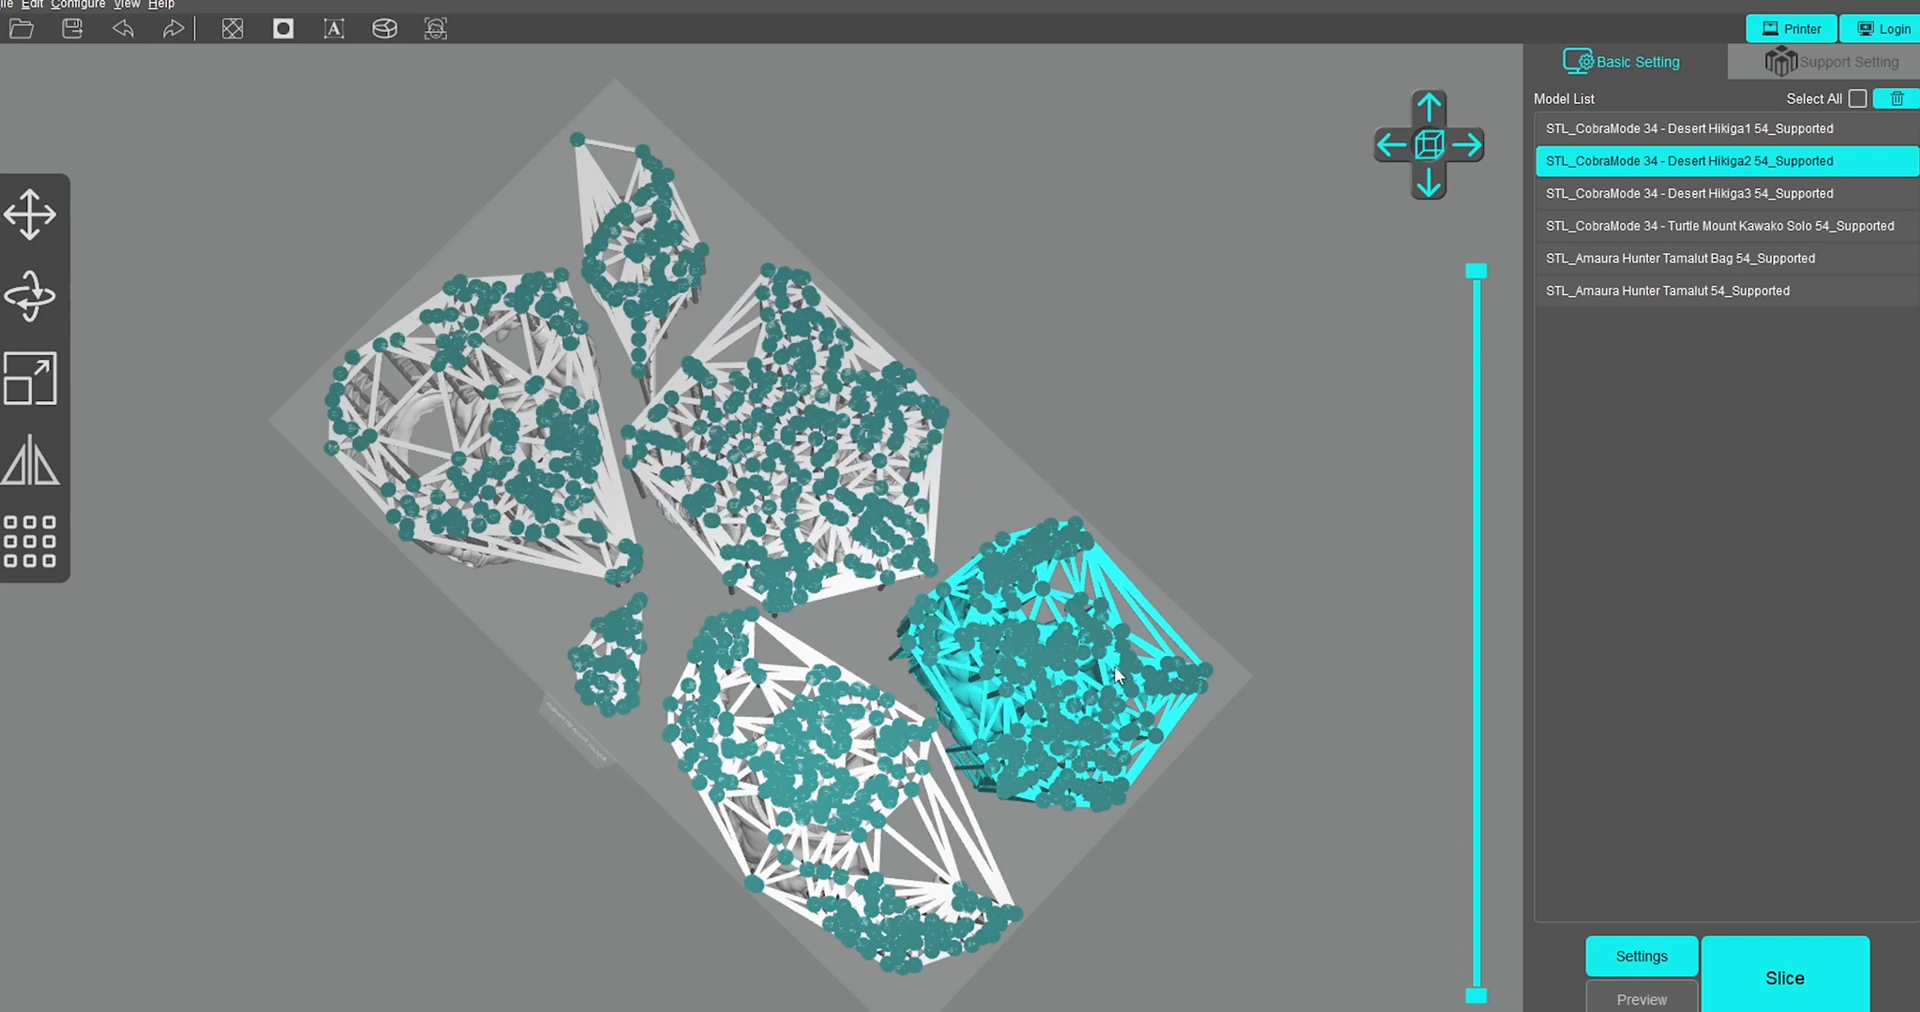 Edit Configure View Help
Printer
Login
Basic Setting
Support Setting
Model List
Select All
STL_CobraMode 34 - Desert Hikiga1 54_Supported
STL_CobraMode 34 - Desert Hikiga2 54_Supported
STL_CobraMode 34 - Desert Hikiga3 54_Supported
STL_CobraMode 34 - Turtle Mount Kawako Solo 54_Supported
STL_Amaura Hunter Tamalut Bag 54_Supported
STL_Amaura Hunter Tamalut 54_Supported
Settings
Slice
Preview